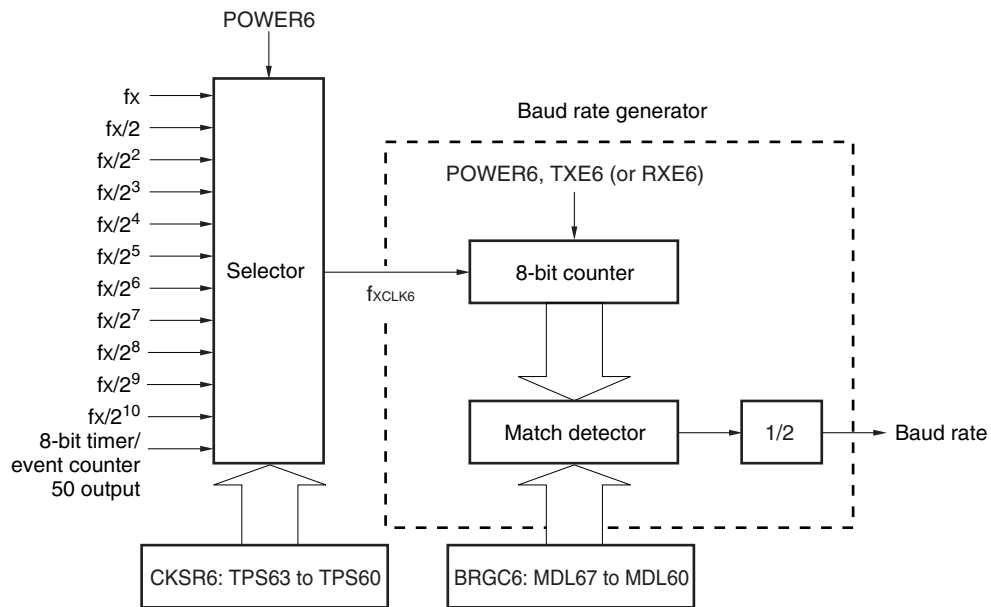 POWER6
fx
fx/2
fx/2²
fx/2³
fx/2⁴
fx/2⁵
fx/2⁶
fx/2⁷
fx/2⁸
fx/2⁹
fx/2¹⁰
8-bit timer/
event counter
50 output
Selector
fXCLK6
Baud rate generator
POWER6, TXE6 (or RXE6)
8-bit counter
Match detector
1/2
Baud rate
CKSR6: TPS63 to TPS60
BRGC6: MDL67 to MDL60